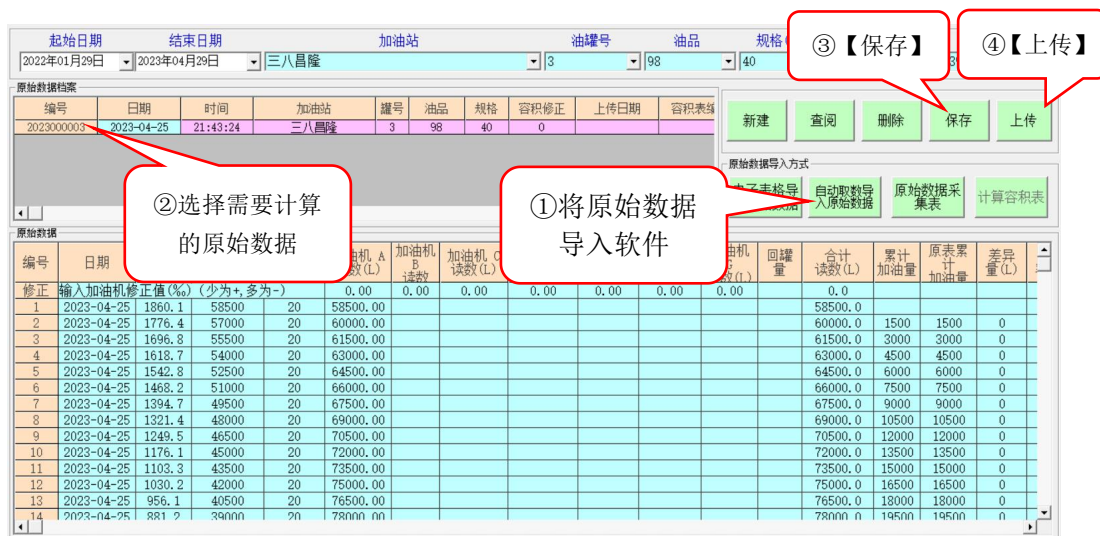 起始日期 结束日期 加油站 油罐号 油品 规格
2022年01月29日 2023年04月29日 三八昌隆 3 98 40
③【保存】 ④【上传】
原始数据档案
编号 日期 时间 加油站 罐号 油品 规格 容积修正 上传日期 容积表编
2023000003 2023-04-25 21:43:24 三八昌隆 3 98 40 0
新建 查阅 删除 保存 上传
②选择需要计算
的原始数据
①将原始数据
导入软件
原始数据导入方式
自动取数导
入原始数据
原始数据采
集表
计算容积表
原始数据
编号 日期 加油机 B 读数 加油机 C 读数(L) 回罐量 合计读数(L) 累计加油量 原表累计加油量 差异量(L)
修正 输入加油机修正值(‰)(少为+,多为-) 0.00 0.00 0.00 0.00 0.00 0.00 0.00 0.0
1 2023-04-25 1860.1 58500 20 58500.00 58500.0
2 2023-04-25 1776.4 57000 20 60000.00 60000.0 1500 1500 0
3 2023-04-25 1696.8 55500 20 61500.00 61500.0 3000 3000 0
4 2023-04-25 1618.7 54000 20 63000.00 63000.0 4500 4500 0
5 2023-04-25 1542.8 52500 20 64500.00 64500.0 6000 6000 0
6 2023-04-25 1468.2 51000 20 66000.00 66000.0 7500 7500 0
7 2023-04-25 1394.7 49500 20 67500.00 67500.0 9000 9000 0
8 2023-04-25 1321.4 48000 20 69000.00 69000.0 10500 10500 0
9 2023-04-25 1249.5 46500 20 70500.00 70500.0 12000 12000 0
10 2023-04-25 1176.1 45000 20 72000.00 72000.0 13500 13500 0
11 2023-04-25 1103.3 43500 20 73500.00 73500.0 15000 15000 0
12 2023-04-25 1030.2 42000 20 75000.00 75000.0 16500 16500 0
13 2023-04-25 956.1 40500 20 76500.00 76500.0 18000 18000 0
14 2023-04-25 881.2 39000 20 78000.00 78000.0 19500 19500 0